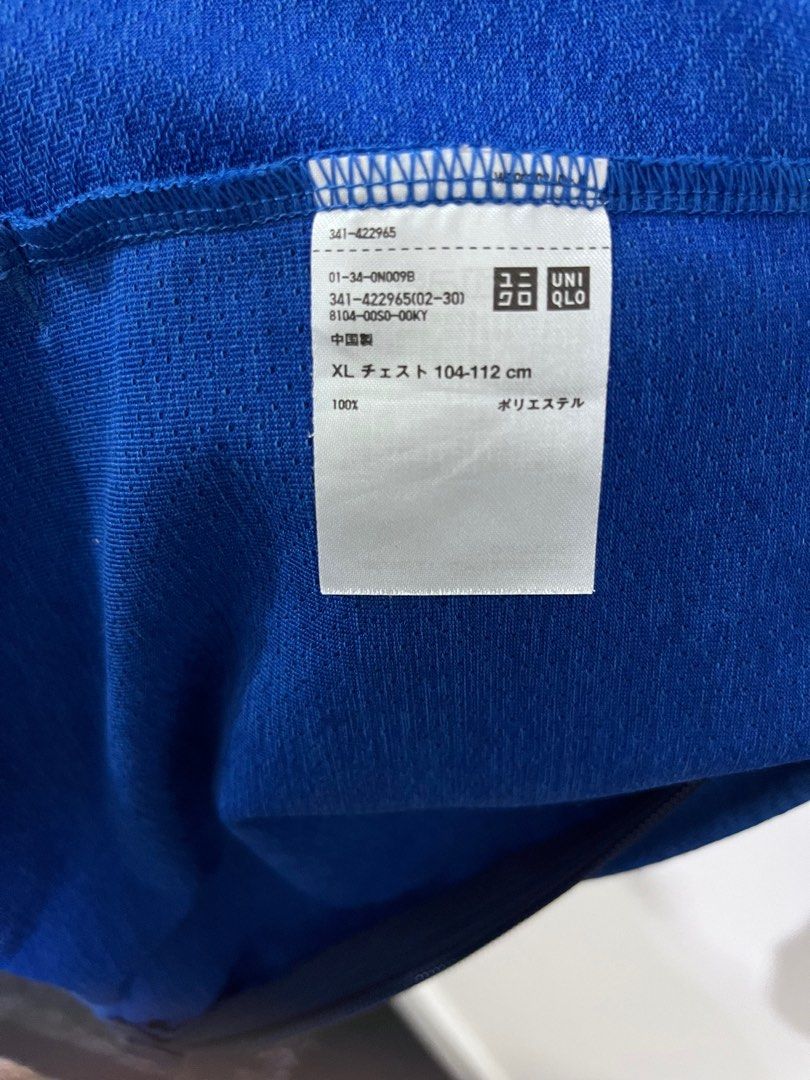 341-422965
01-34-0N009B
341-422965(02-30)
8104-00S0-00KY
ユニ
クロ
UNI
QLO
中国製
XL チェスト 104-112 cm
100% ポリエステル